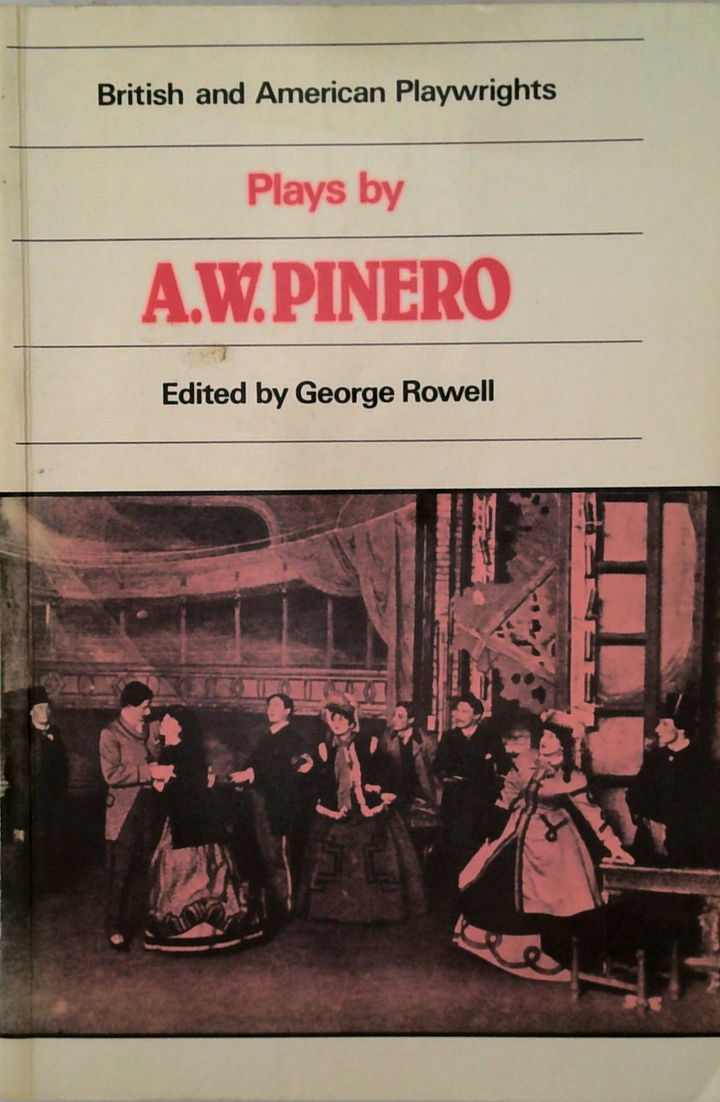 British and American Playwrights
Plays by
A.W. PINERO
Edited by George Rowell